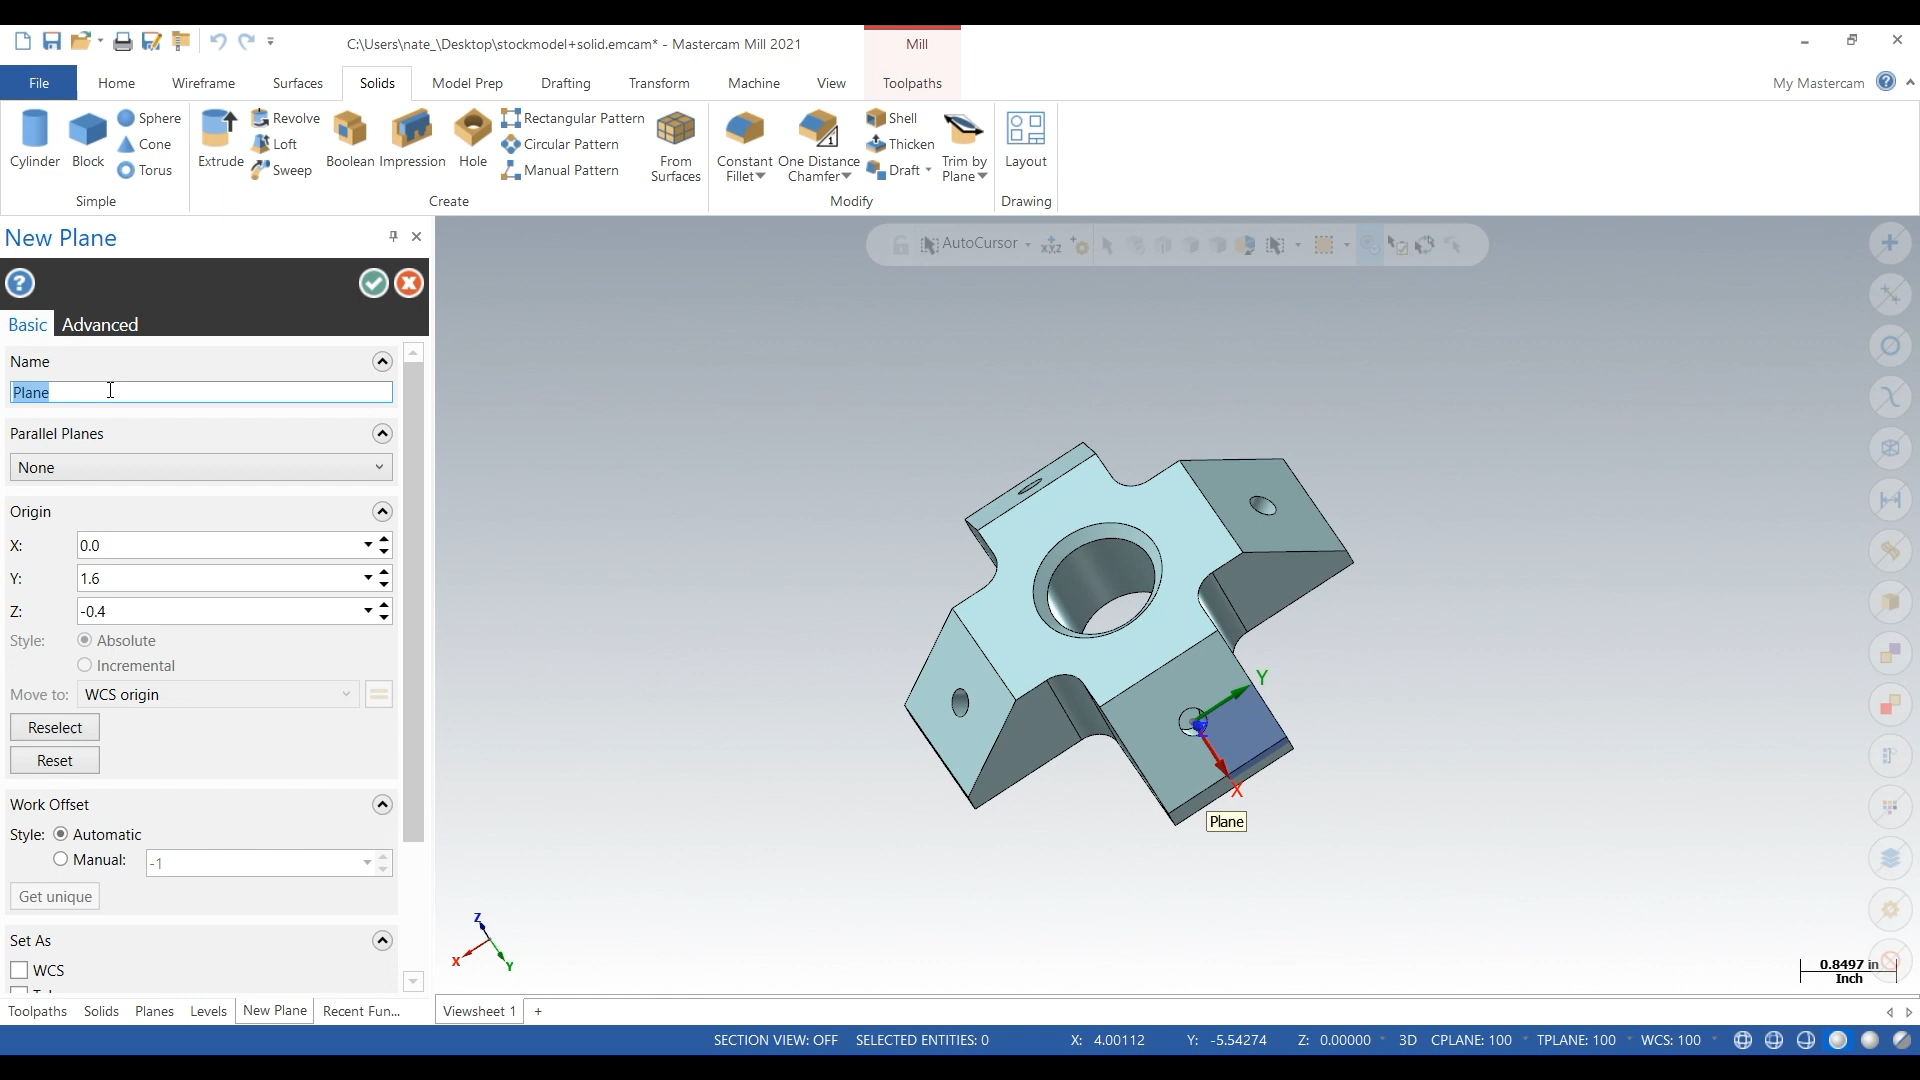 C:\Users\nate_\Desktop\stockmodel+solid.emcam* - Mastercam Mill 2021
Mill
File
Home
Wireframe
Surfaces
Solids
Model Prep
Drafting
Transform
Machine
View
Toolpaths
My Mastercam
Cylinder
Block
Sphere
Cone
Torus
Simple
Extrude
Revolve
Loft
Sweep
Boolean
Impression
Hole
Rectangular Pattern
Circular Pattern
Manual Pattern
From
Surfaces
Create
Constant
Fillet
One Distance
Chamfer
Shell
Thicken
Draft
Trim by
Plane
Modify
Layout
Drawing
New Plane
Basic
Advanced
Name
Plane
Parallel Planes
None
Origin
X: 0.0
Y: 1.6
Z: -0.4
Style: Absolute
Incremental
Move to: WCS origin
Reselect
Reset
Work Offset
Style: Automatic
Manual: -1
Get unique
Set As
WCS
AutoCursor
XYZ
Y
Z
X
Plane
Z
X
Y
0.8497 in
Inch
Toolpaths
Solids
Planes
Levels
New Plane
Recent Fun...
Viewsheet 1
+
SECTION VIEW: OFF
SELECTED ENTITIES: 0
X: 4.00112
Y: -5.54274
Z: 0.00000
3D
CPLANE: 100
TPLANE: 100
WCS: 100